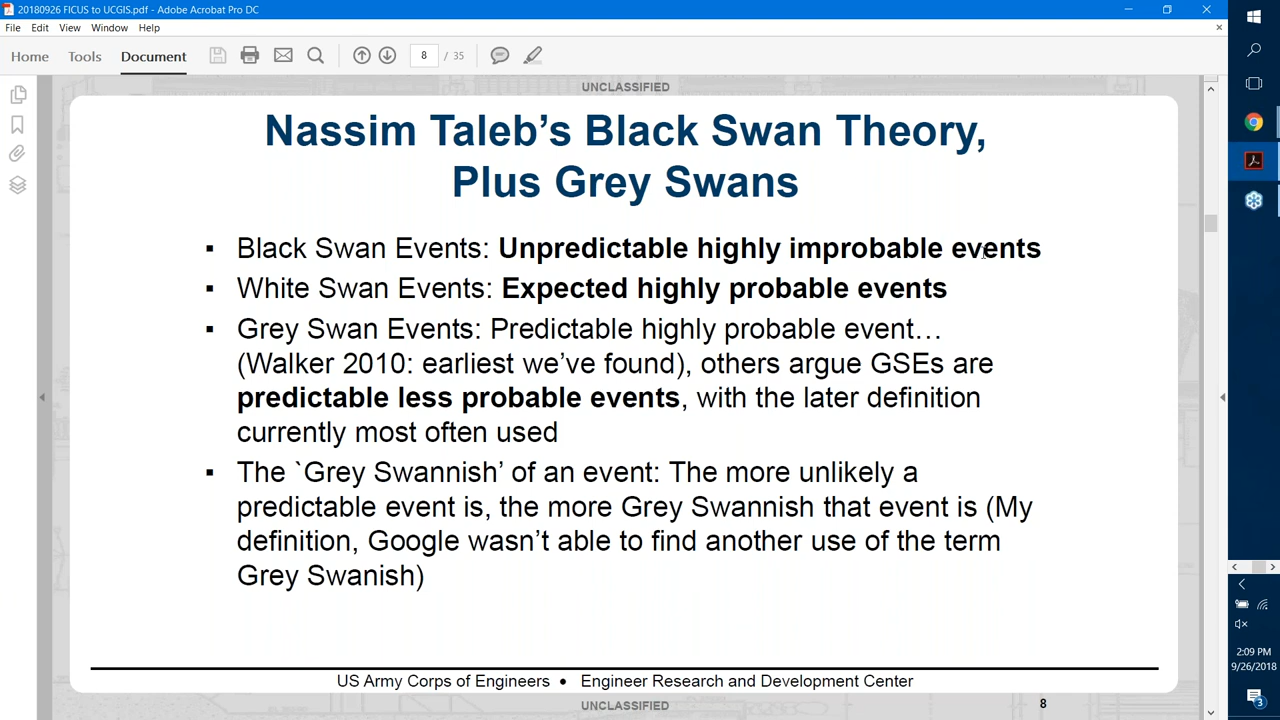 20180926 FICUS to UCGIS.pdf - Adobe Acrobat Pro DC
File Edit View Window Help
Home Tools Document 8 / 35
UNCLASSIFIED
Nassim Taleb’s Black Swan Theory,
Plus Grey Swans
▪ Black Swan Events: Unpredictable highly improbable events
▪ White Swan Events: Expected highly probable events
▪ Grey Swan Events: Predictable highly probable event…
(Walker 2010: earliest we’ve found), others argue GSEs are
predictable less probable events, with the later definition
currently most often used
▪ The `Grey Swannish’ of an event: The more unlikely a
predictable event is, the more Grey Swannish that event is (My
definition, Google wasn’t able to find another use of the term
Grey Swanish)
US Army Corps of Engineers • Engineer Research and Development Center
UNCLASSIFIED
8
2:09 PM
9/26/2018
3